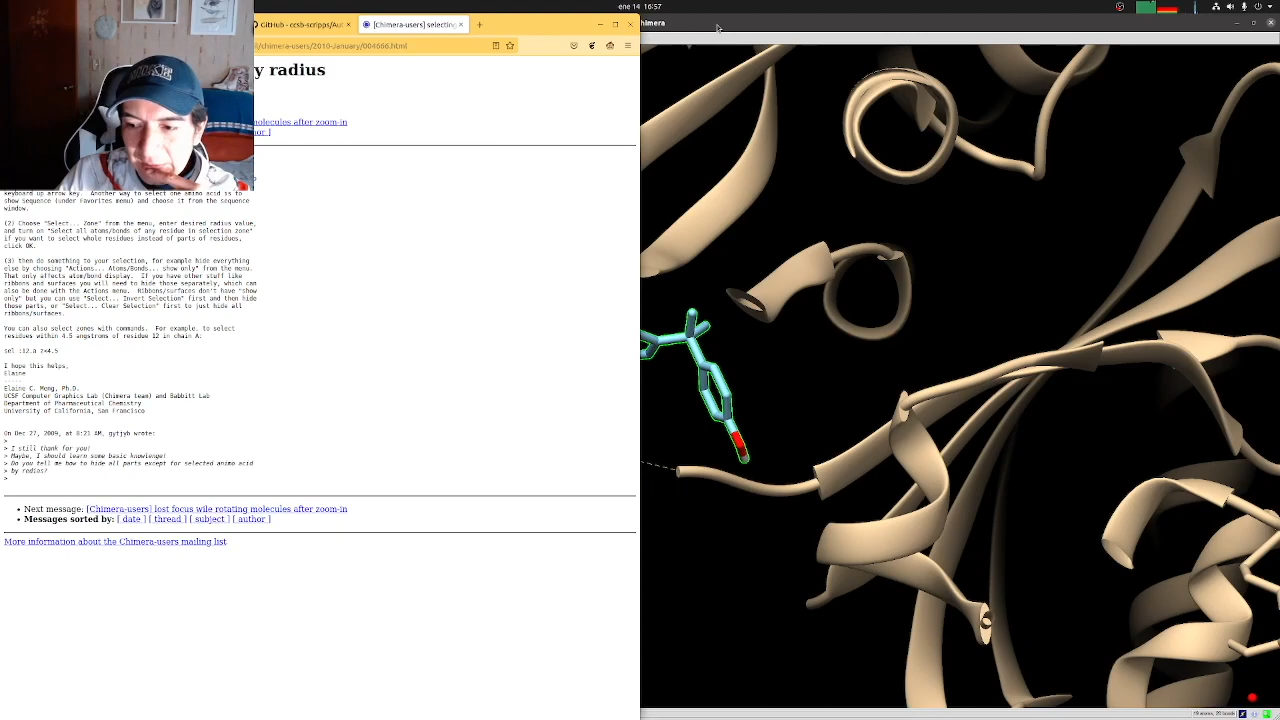 ene 14 16:57
GitHub - ccsb-scripps/Aut
[Chimera-users] selecting
himera
l/chimera-users/2010-January/004666.html
y radius
molecules after zoom-in
hor ]
keyboard up arrow key. Another way to select one amino acid is to
show Sequence (under Favorites menu) and choose it from the sequence
window.
(2) Choose "Select... Zone" from the menu, enter desired radius value,
and turn on "Select all atoms/bonds of any residue in selection zone"
if you want to select whole residues instead of parts of residues,
click OK.
(3) then do something to your selection, for example hide everything
else by choosing "Actions... Atoms/Bonds... show only" from the menu.
That only affects atom/bond display. If you have other stuff like
ribbons and surfaces you will need to hide those separately, which can
also be done with the Actions menu. Ribbons/surfaces don't have "show
only" but you can use "Select... Invert Selection" first and then hide
those parts, or "Select... Clear Selection" first to just hide all
ribbons/surfaces.
You can also select zones with commands. For example, to select
residues within 4.5 angstroms of residue 12 in chain A:
sel :12.a z<4.5
I hope this helps,
Elaine
-----
Elaine C. Meng, Ph.D.
UCSF Computer Graphics Lab (Chimera team) and Babbitt Lab
Department of Pharmaceutical Chemistry
University of California, San Francisco
On Dec 27, 2009, at 8:21 AM, gytjyb wrote:
>
> I still thank for you!
> Maybe, I should learn some basic knowlenge!
> Do you tell me how to hide all parts except for selected animo acid
> by redios?
>
• Next message: [Chimera-users] lost focus wile rotating molecules after zoom-in
• Messages sorted by: [ date ] [ thread ] [ subject ] [ author ]
More information about the Chimera-users mailing list